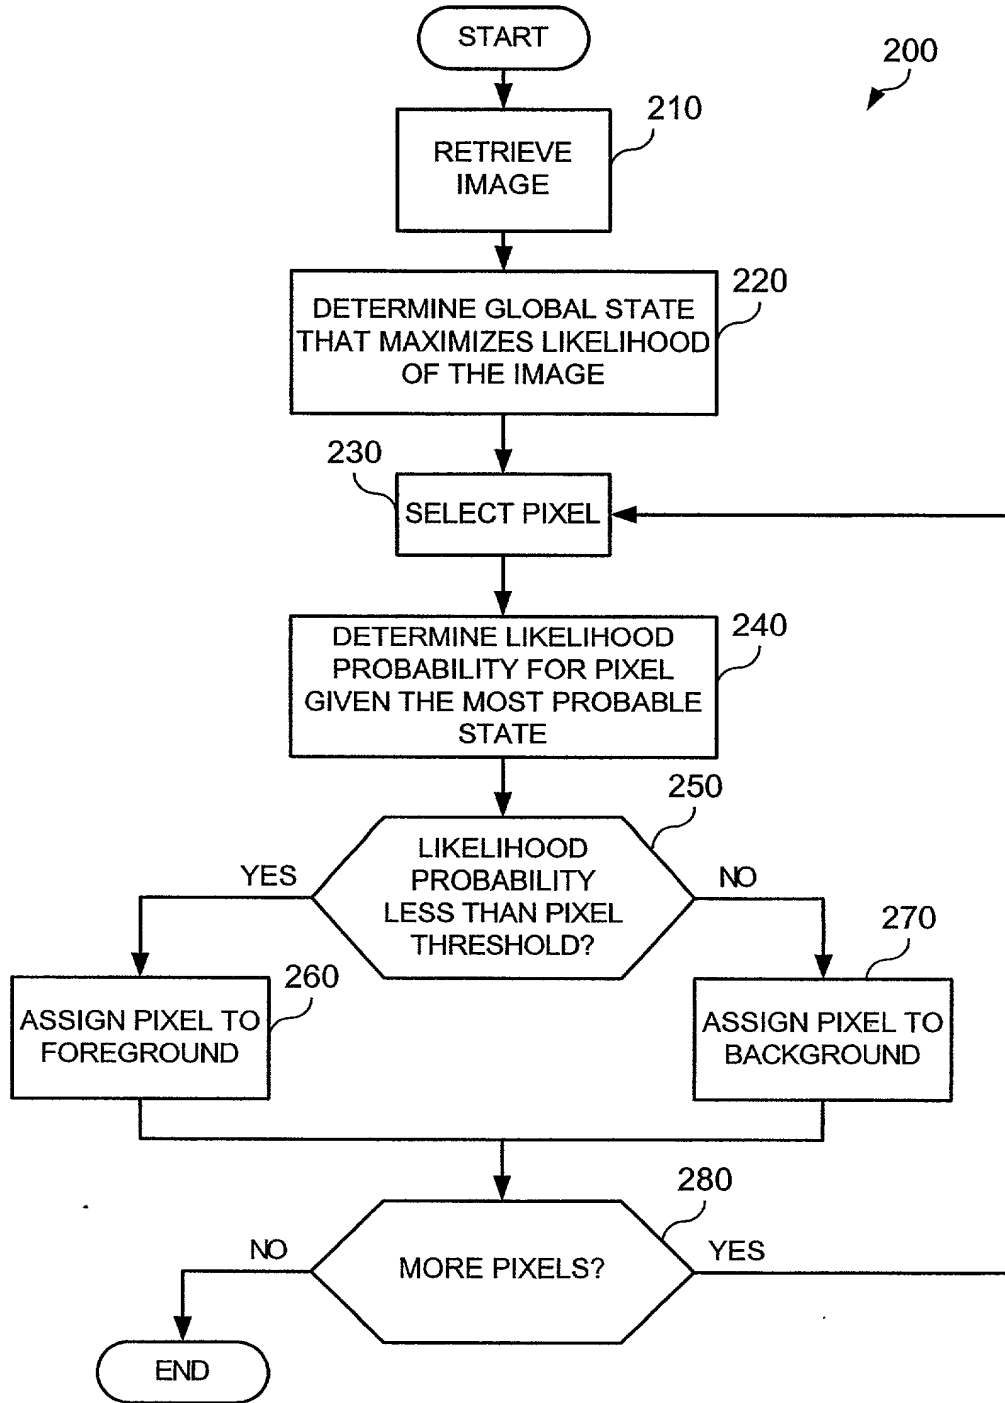 START
200
210
RETRIEVE
IMAGE
220
DETERMINE GLOBAL STATE
THAT MAXIMIZES LIKELIHOOD
OF THE IMAGE
230
SELECT PIXEL
240
DETERMINE LIKELIHOOD
PROBABILITY FOR PIXEL
GIVEN THE MOST PROBABLE
STATE
250
LIKELIHOOD
PROBABILITY
LESS THAN PIXEL
THRESHOLD?
YES
NO
260
ASSIGN PIXEL TO
FOREGROUND
270
ASSIGN PIXEL TO
BACKGROUND
280
MORE PIXELS?
NO
YES
END